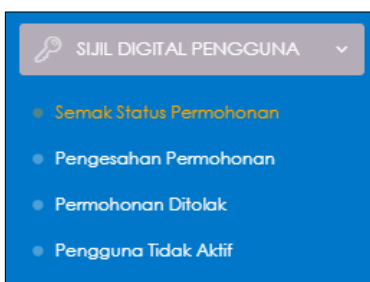 SIJIL DIGITAL PENGGUNA
Semak Status Permohonan
Pengesahan Permohonan
Permohonan Ditolak
Pengguna Tidak Aktif